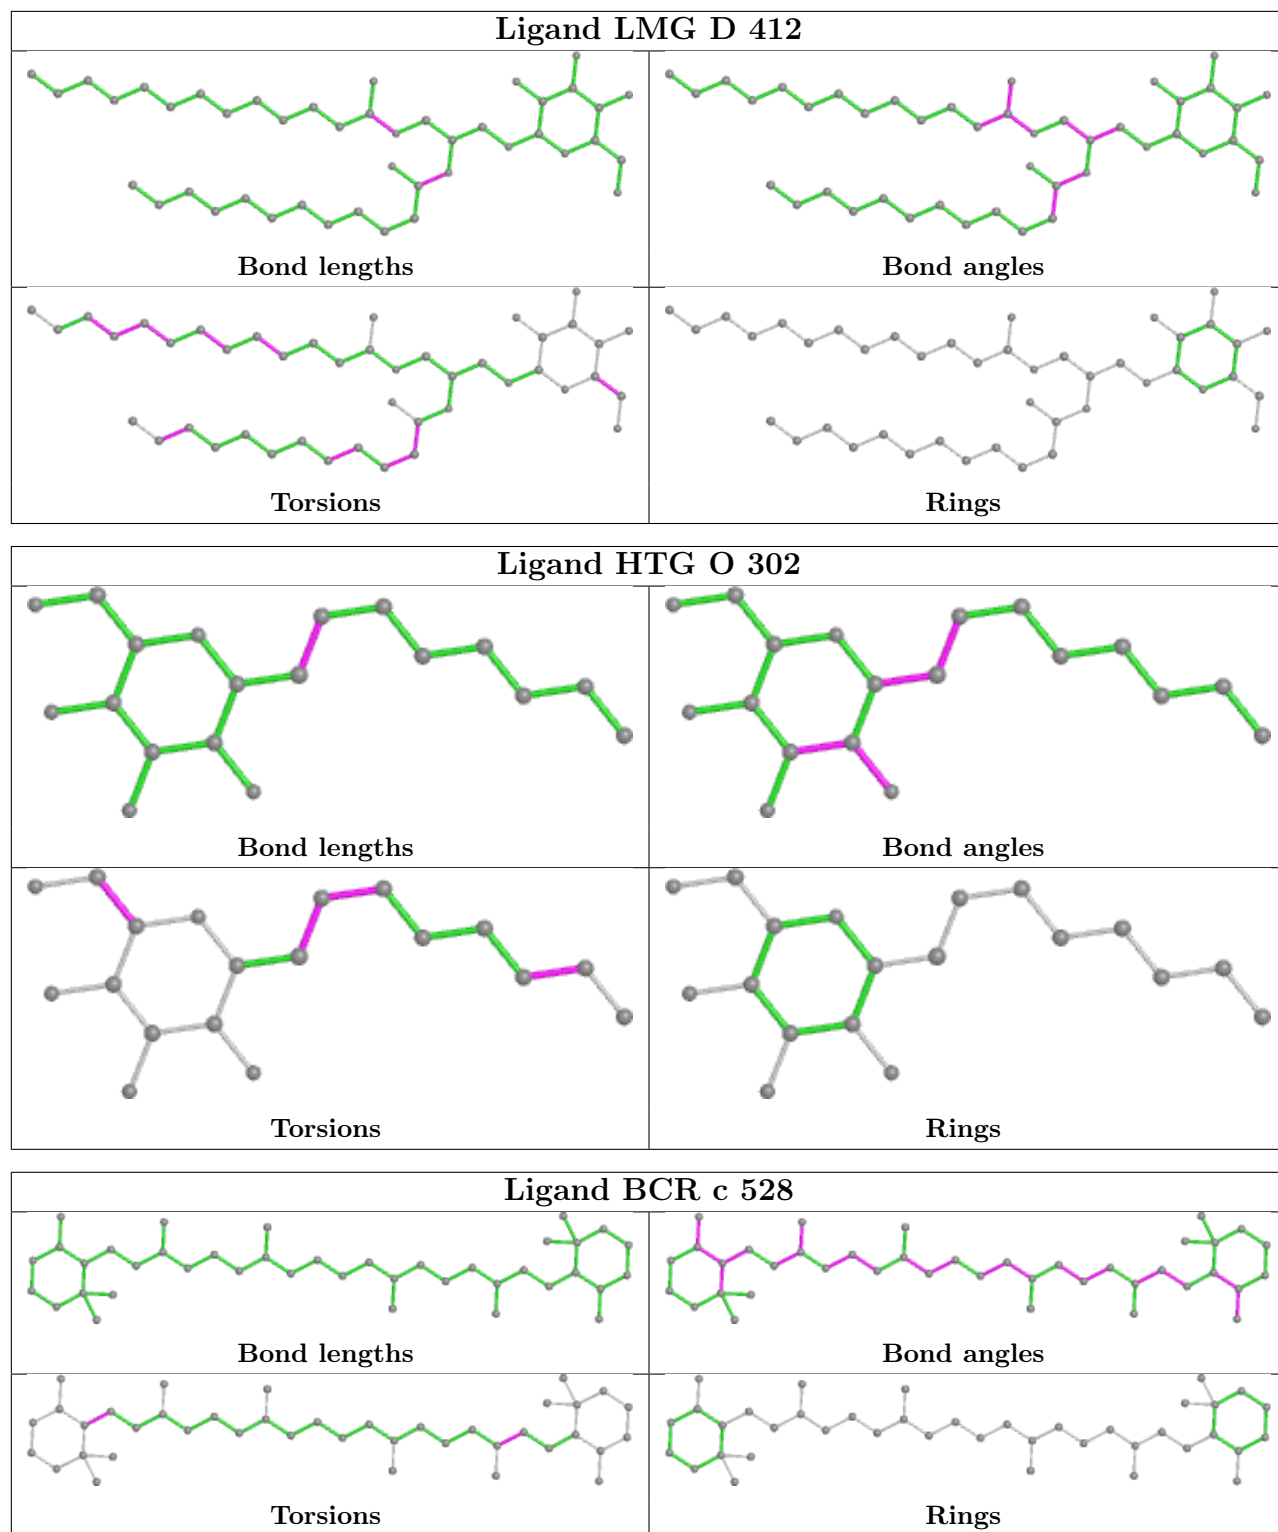 Ligand LMG D 412
Bond lengths
Bond angles
Torsions
Rings
Ligand HTG O 302
Bond lengths
Bond angles
Torsions
Rings
Ligand BCR c 528
Bond lengths
Bond angles
Torsions
Rings